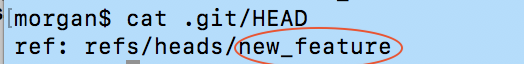 [morgan$ cat .git/HEAD
ref: refs/heads/new_feature